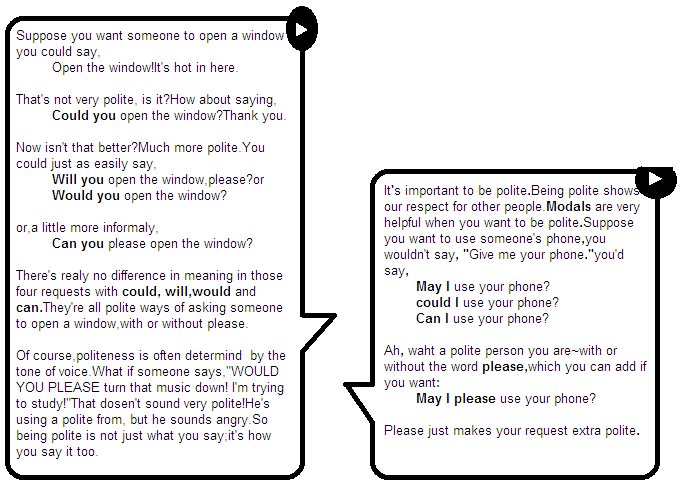 Suppose you want someone to open a window
you could say,
Open the window!It's hot in here.
That's not very polite, is it?How about saying,
Could you open the window?Thank you.
Now isn't that better?Much more polite.You
could just as easily say,
Will you open the window,please?or
Would you open the window?
or,a little more informaly,
Can you please open the window?
There's realy no difference in meaning in those
four requests with could, will,would and
can.They're all polite ways of asking someone
to open a window,with or without please.
Of course,politeness is often determind  by the
tone of voice.What if someone says,"WOULD
YOU PLEASE turn that music down! I'm trying
to study!"That dosen't sound very polite!He's
using a polite from, but he sounds angry.So
being polite is not just what you say;it's how
you say it too.
It's important to be polite.Being polite shows
our respect for other people.Modals are very
helpful when you want to be polite.Suppose
you want to use someone's phone,you
wouldn't say, "Give me your phone."you'd
say,
May I use your phone?
could I use your phone?
Can I use your phone?
Ah, waht a polite person you are~with or
without the word please,which you can add if
you want:
May I please use your phone?
Please just makes your request extra polite.